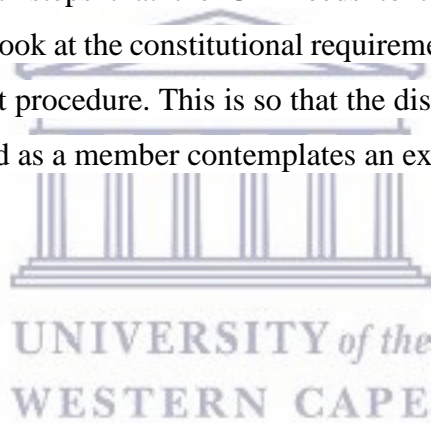 look at the constitutional requireme
t procedure. This is so that the dis
d as a member contemplates an ex
UNIVERSITY of the
WESTERN CAPE